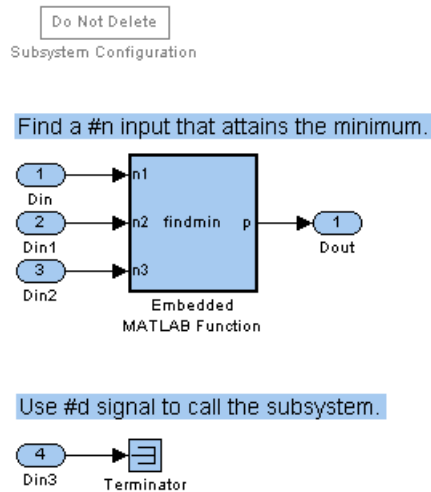 Do Not Delete
Subsystem Configuration
Find a #n input that attains the minimum.
1
n1
Din
2
n2 findmin p
1
Din1
Dout
3
n3
Din2
Embedded
MATLAB Function
Use #d signal to call the subsystem.
4
Din3
Terminator